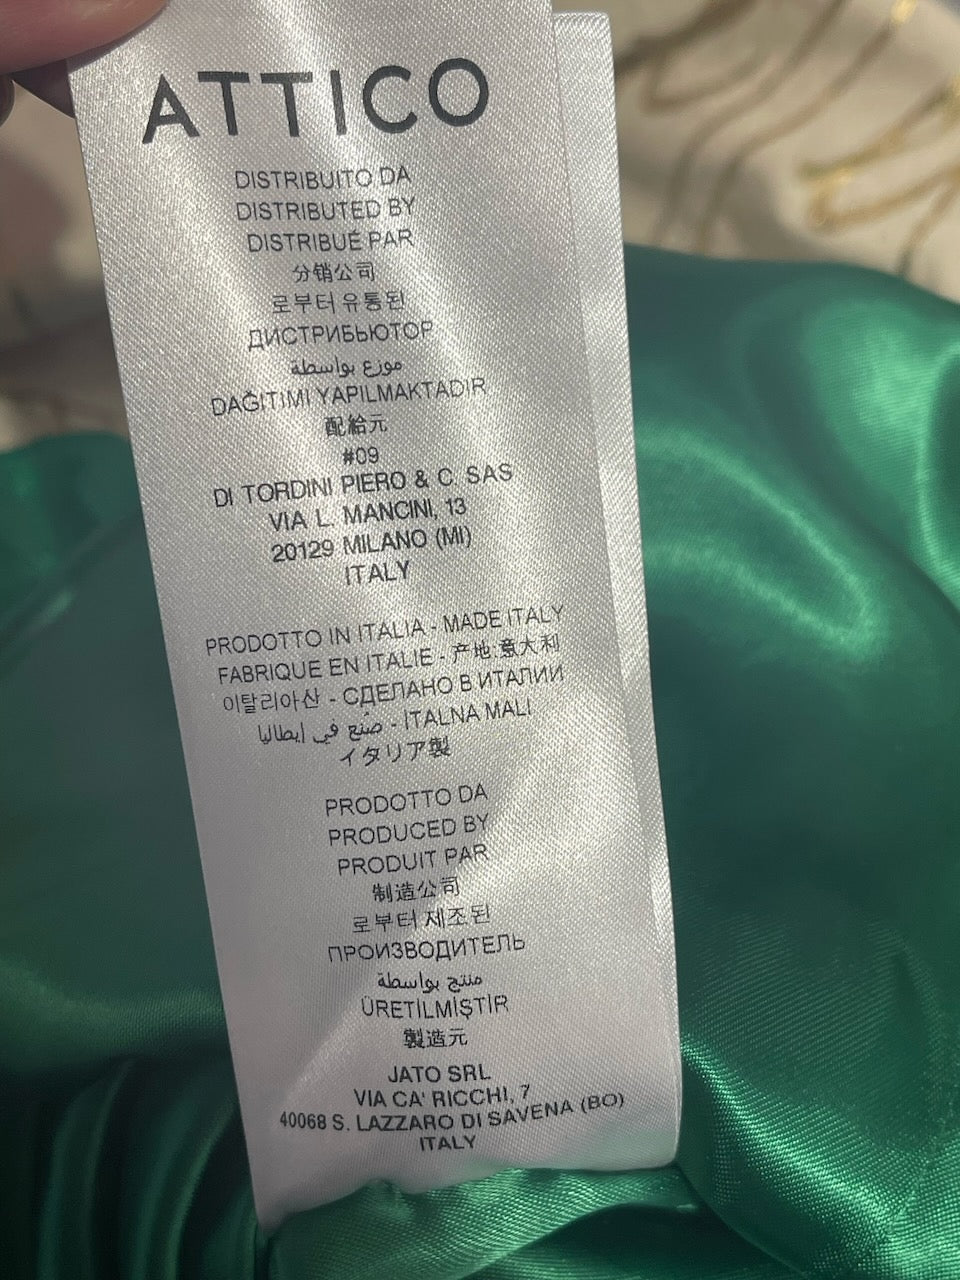 ATTICO
DISTRIBUITO DA
DISTRIBUTED BY
DISTRIBUÉ PAR
分销公司
로부터 유통된
ДИСТРИБЬЮТОР
موزع بواسطة
DAĞITIMI YAPILMAKTADIR
配給元
#09
DI TORDINI PIERO & C. SAS
VIA L. MANCINI, 13
20129 MILANO (MI)
ITALY
PRODOTTO IN ITALIA - MADE ITALY
FABRIQUE EN ITALIE - 产地:意大利
이탈리아산 - СДЕЛАНО В ИТАЛИИ
صُنع في إيطاليا - ITALNA MALI
イタリア製
PRODOTTO DA
PRODUCED BY
PRODUIT PAR
制造公司
로부터 제조된
ПРОИЗВОДИТЕЛЬ
منتج بواسطة
ÜRETİLMİŞTİR
製造元
JATO SRL
VIA CA' RICCHI, 7
40068 S. LAZZARO DI SAVENA (BO)
ITALY